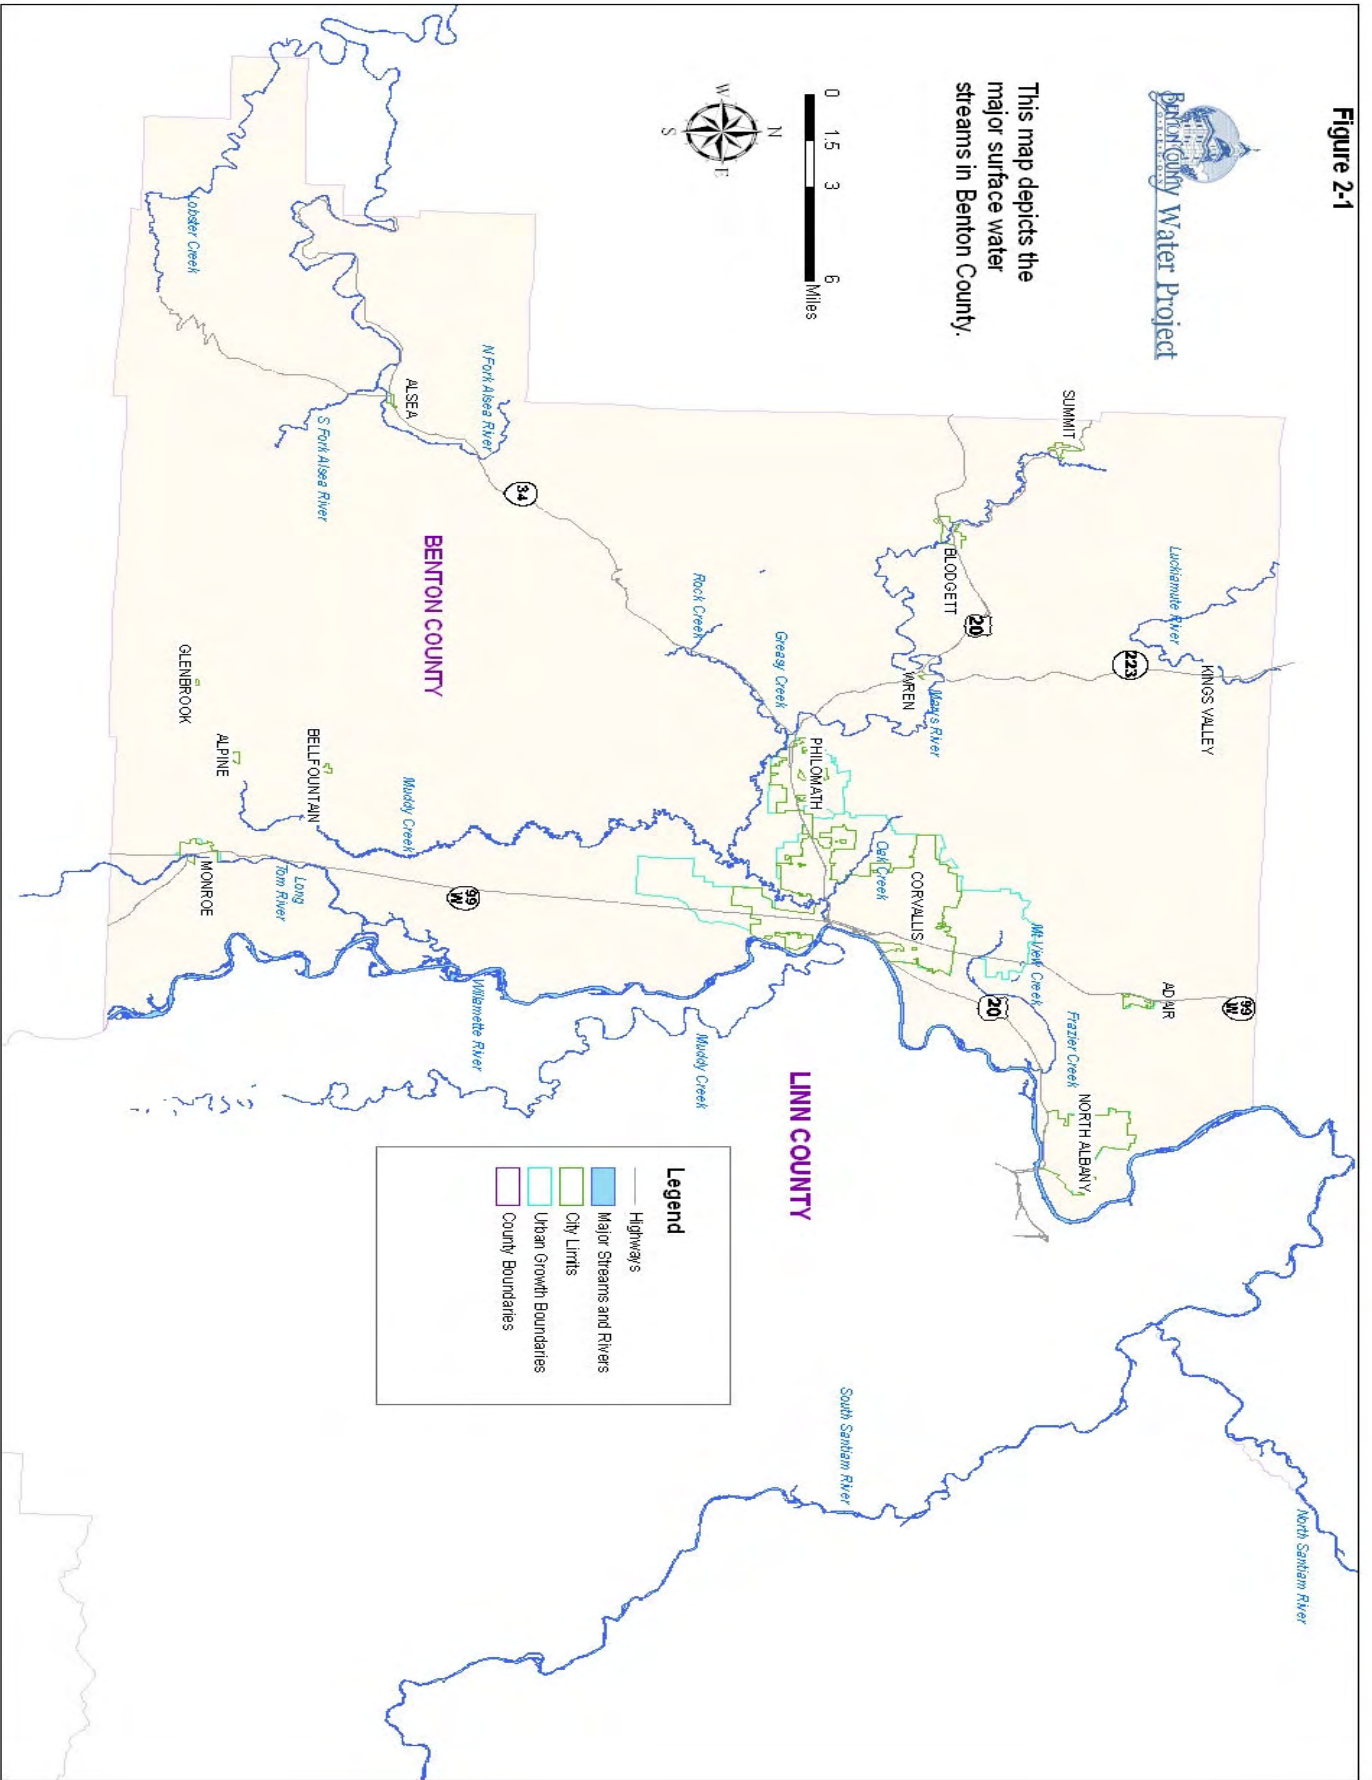 Figure 2-1
BENTON COUNTY Water Project
OREGON
This map depicts the
major surface water
streams in Benton County.
0 1.5 3 6
Miles
N
W E
S
SUMMIT
KINGS VALLEY
Luckiamute River
223
BLODGETT
20
WREN
Marys River
ADAIR
99
W
Mt View Creek
Frazier Creek
NORTH ALBANY
20
CORVALLIS
Oak Creek
PHILOMATH
Greasy Creek
Rock Creek
34
N Fork Alsea River
ALSEA
S Fork Alsea River
Lobster Creek
BENTON COUNTY
GLENBROOK
ALPINE
BELLFOUNTAIN
Muddy Creek
MONROE
Long
Tom River
99
W
Willamette River
Muddy Creek
LINN COUNTY
South Santiam River
North Santiam River
Legend
Highways
Major Streams and Rivers
City Limits
Urban Growth Boundaries
County Boundaries